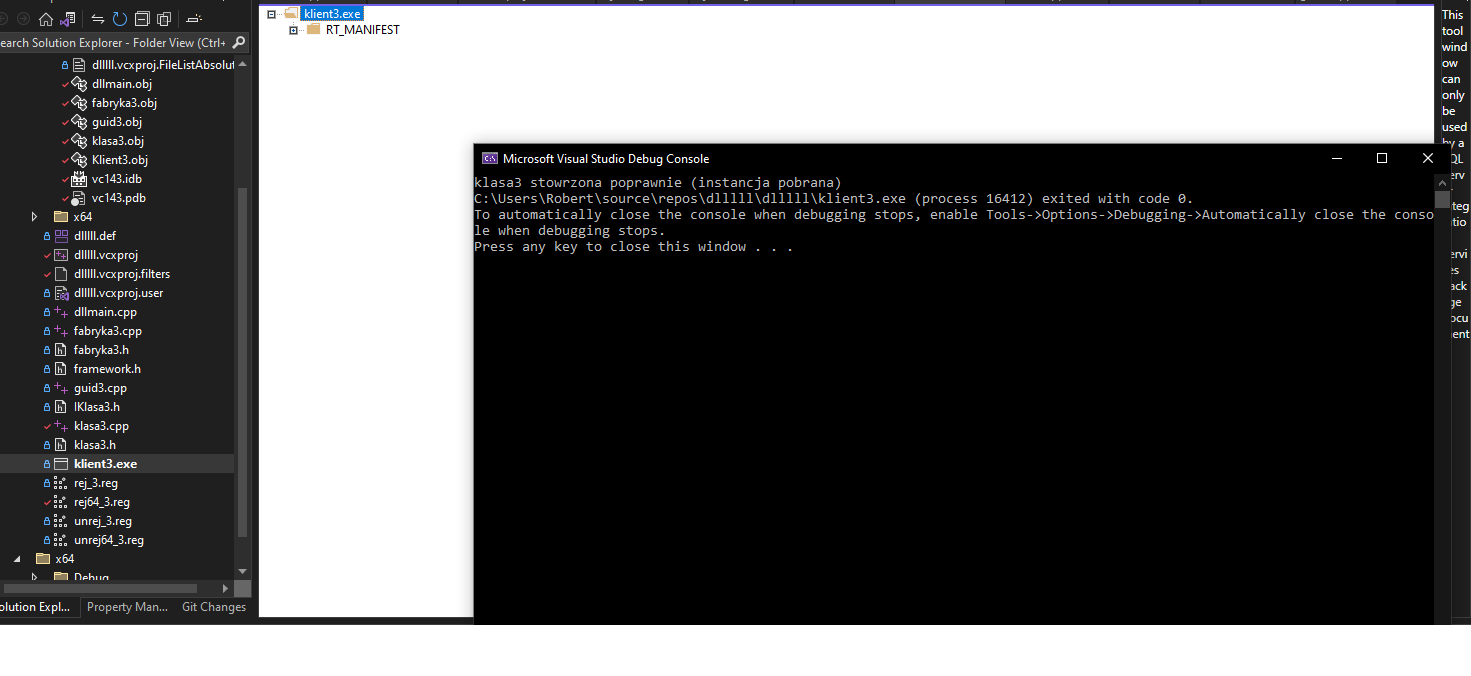 earch Solution Explorer - Folder View (Ctrl+
dlllll.vcxproj.FileListAbsolut
dllmain.obj
fabryka3.obj
guid3.obj
klasa3.obj
Klient3.obj
vc143.idb
vc143.pdb
x64
dlllll.def
dlllll.vcxproj
dlllll.vcxproj.filters
dlllll.vcxproj.user
dllmain.cpp
fabryka3.cpp
fabryka3.h
framework.h
guid3.cpp
IKlasa3.h
klasa3.cpp
klasa3.h
klient3.exe
rej_3.reg
rej64_3.reg
unrej_3.reg
unrej64_3.reg
x64
Debug
olution Expl...
Property Man...
Git Changes
klient3.exe
RT_MANIFEST
Microsoft Visual Studio Debug Console
klasa3 stowrzona poprawnie (instancja pobrana)
C:\Users\Robert\source\repos\dlllll\dlllll\klient3.exe (process 16412) exited with code 0.
To automatically close the console when debugging stops, enable Tools->Options->Debugging->Automatically close the conso
le when debugging stops.
Press any key to close this window . . .
This
tool
wind
ow
can
only
be
used
by a
QL
erv
teg
tio
ervi
es
ack
ge
ocu
ent